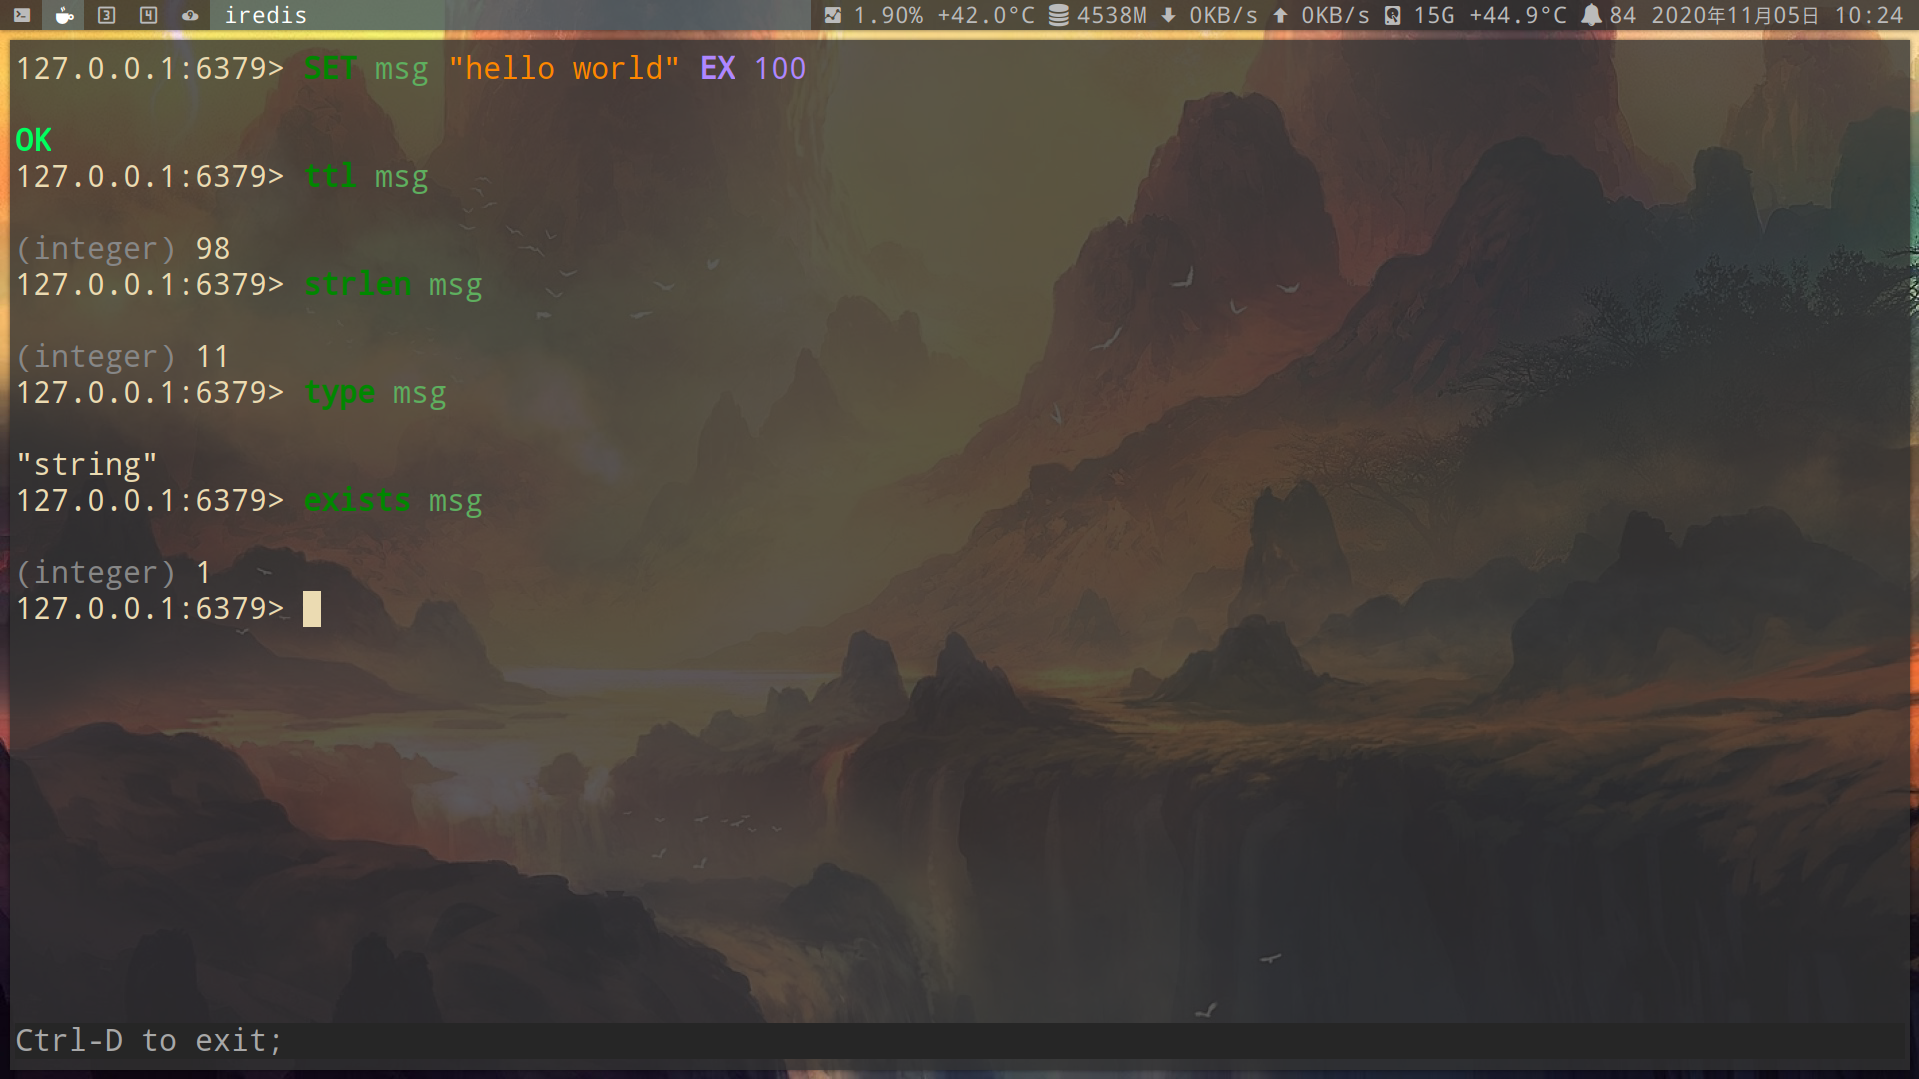 3 4 iredis 1.90% +42.0°C 4538M 0KB/s 0KB/s 15G +44.9°C 84 2020年11月05日 10:24
127.0.0.1:6379> SET msg "hello world" EX 100
OK
127.0.0.1:6379> ttl msg
(integer) 98
127.0.0.1:6379> strlen msg
(integer) 11
127.0.0.1:6379> type msg
"string"
127.0.0.1:6379> exists msg
(integer) 1
127.0.0.1:6379>
Ctrl-D to exit;